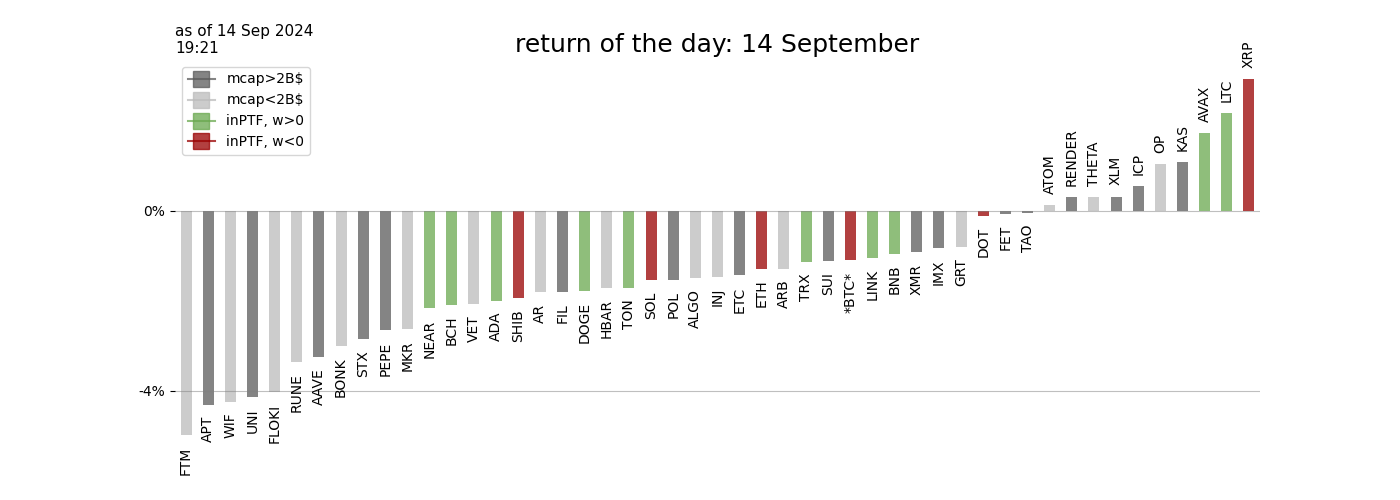 as of 14 Sep 2024
19:21
return of the day: 14 September
mcap>2B$
mcap<2B$
inPTF, w>0
inPTF, w<0
0%
-4%
FTM
APT
WIF
UNI
FLOKI
RUNE
AAVE
BONK
STX
PEPE
MKR
NEAR
BCH
VET
ADA
SHIB
AR
FIL
DOGE
HBAR
TON
SOL
POL
ALGO
INJ
ETC
ETH
ARB
TRX
SUI
*BTC*
LINK
BNB
XMR
IMX
GRT
DOT
FET
TAO
ATOM
RENDER
THETA
XLM
ICP
OP
KAS
AVAX
LTC
XRP